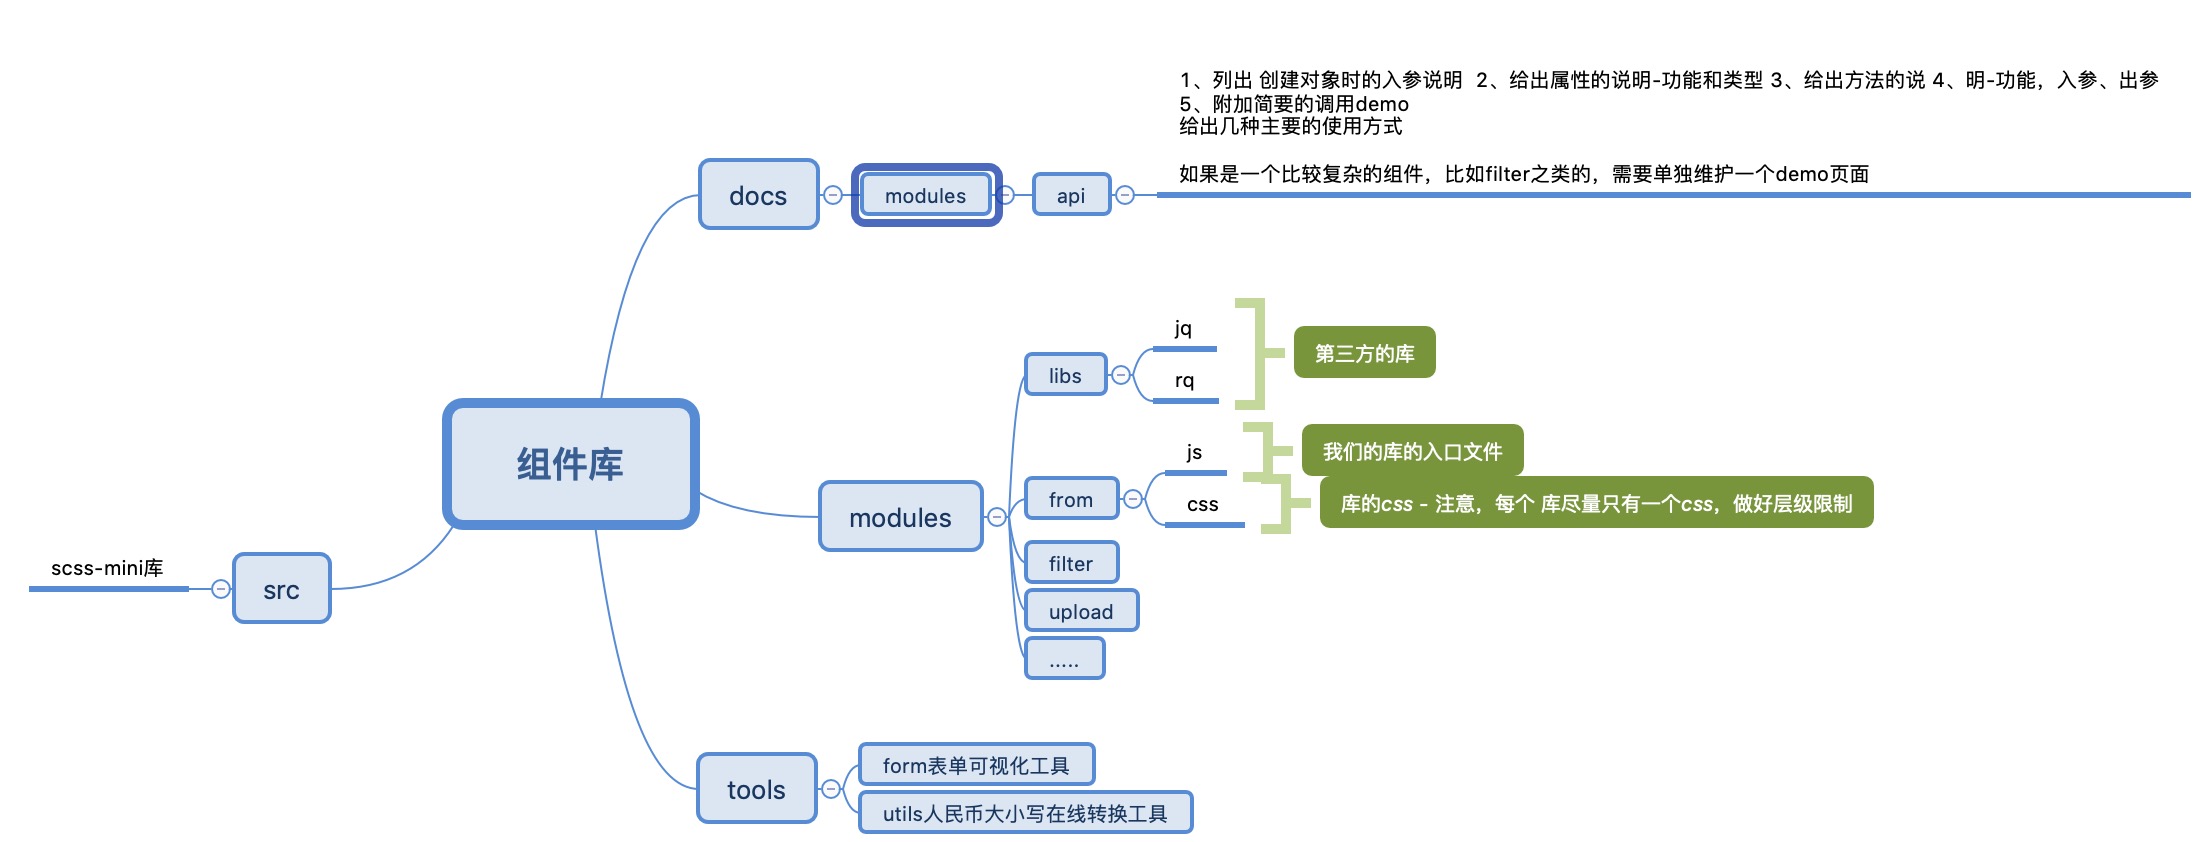 1、列出 创建对象时的入参说明  2、给出属性的说明-功能和类型 3、给出方法的说 4、明-功能，入参、出参
5、附加简要的调用demo
给出几种主要的使用方式
如果是一个比较复杂的组件，比如filter之类的，需要单独维护一个demo页面
docs
modules
api
jq
第三方的库
libs
rq
js
我们的库的入口文件
组件库
from
css
库的css - 注意，每个 库尽量只有一个css，做好层级限制
modules
filter
scss-mini库
src
upload
.....
form表单可视化工具
tools
utils人民币大小写在线转换工具